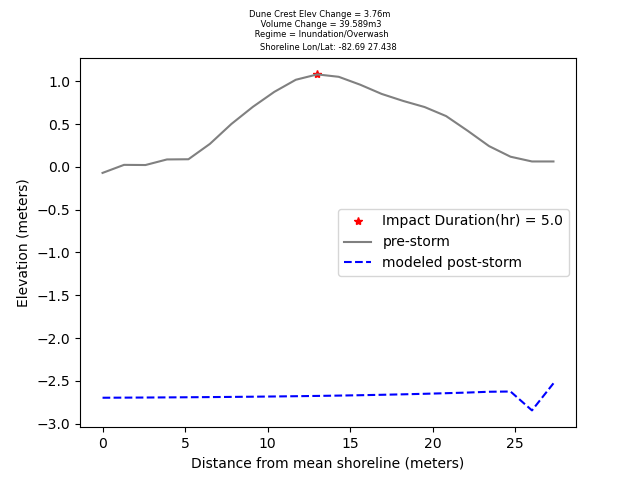 Dune Crest Elev Change = 3.76m
Volume Change = 39.589m3
Regime = Inundation/Overwash
Shoreline Lon/Lat: -82.69 27.438
1.0
0.5
0.0
−0.5
−1.0
−1.5
−2.0
−2.5
−3.0
Elevation (meters)
Impact Duration(hr) = 5.0
pre-storm
modeled post-storm
0 5 10 15 20 25
Distance from mean shoreline (meters)